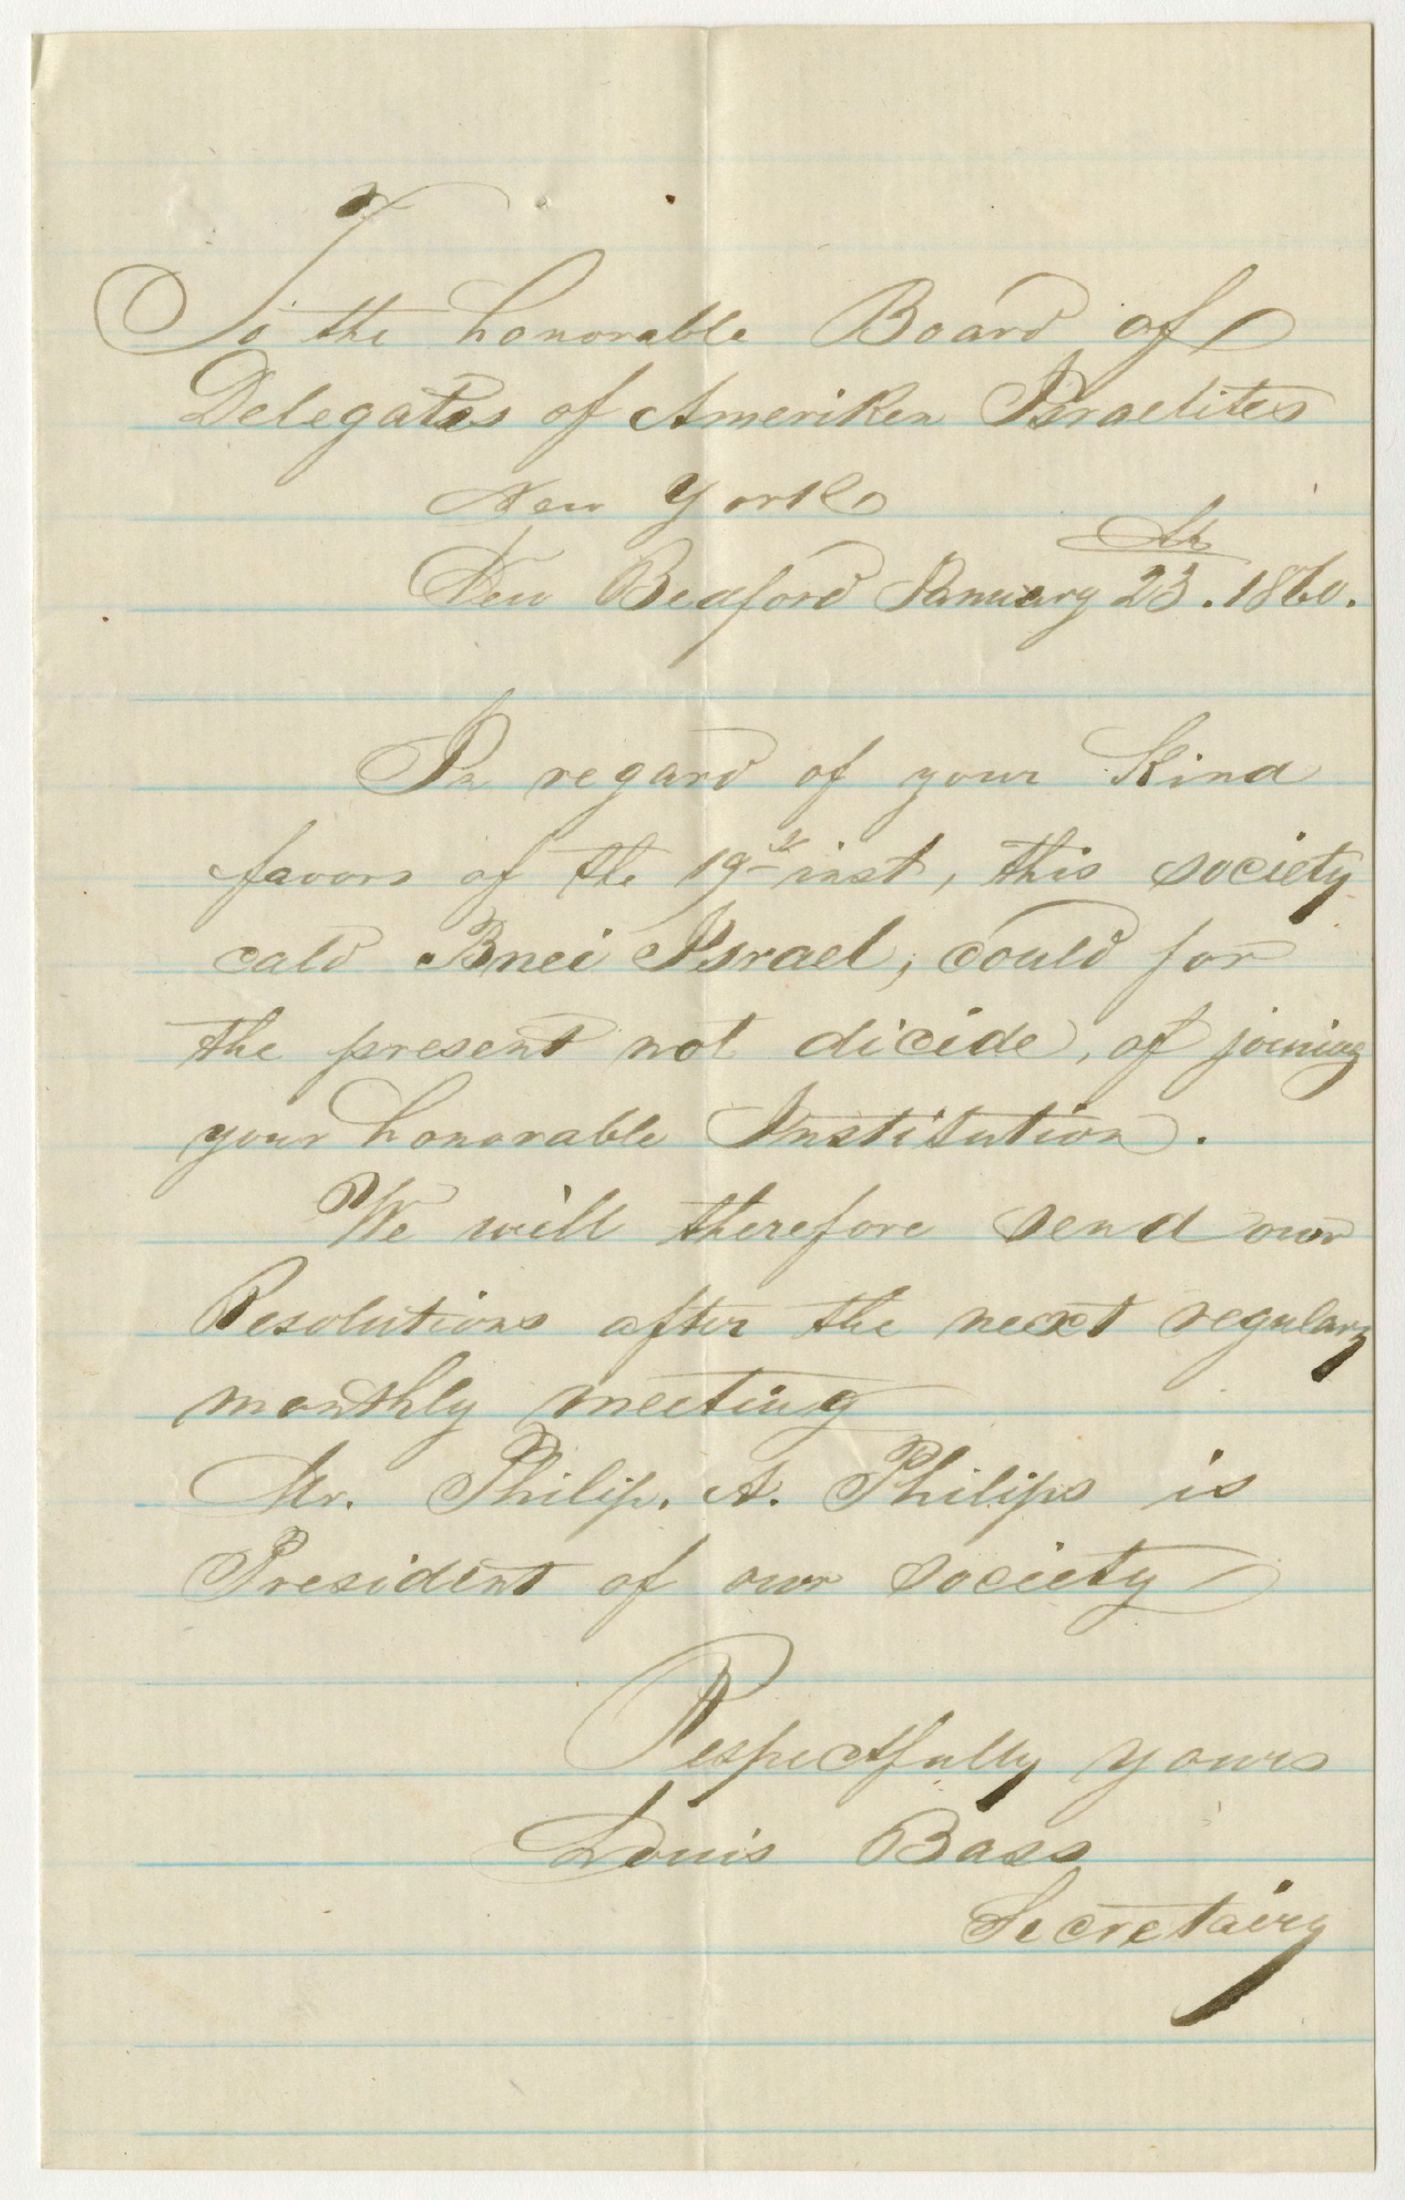 To the honorable Board of
Delegates of Ameriken Israelites
New York
New Bedford January 23th. 1860.
In regard of your Kind
favors of the 19th inst, this society
cald Bnei Israel, could for
the present not dicide, of joining
your honorable Institution.
We will therefore send our
Resolutions after the next regulary
monthly meeting
Mr. Philip. A. Philips is
President of our society
Respectfully yours
Louis Bass
Secretairy